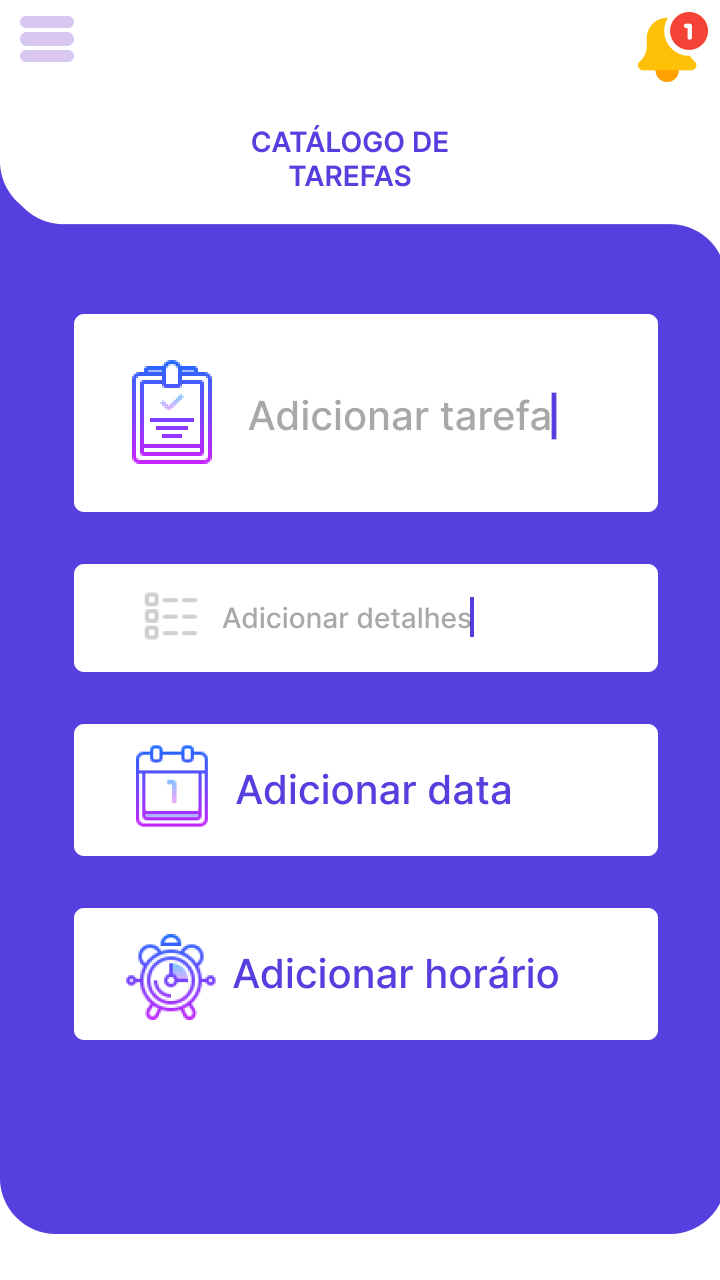 1
CATÁLOGO DE
TAREFAS
Adicionar tarefa
Adicionar detalhes
1
Adicionar data
Adicionar horário